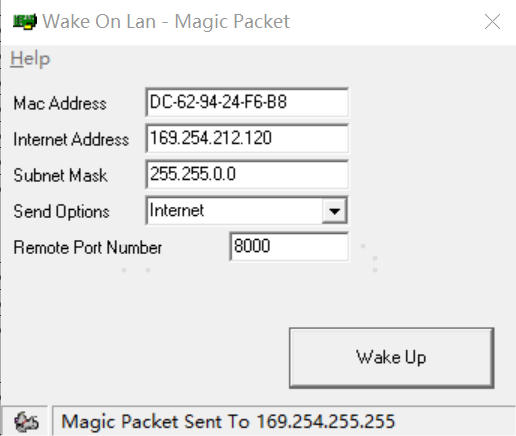 Wake On Lan - Magic Packet
Help
Mac Address DC-62-94-24-F6-B8
Internet Address 169.254.212.120
Subnet Mask 255.255.0.0
Send Options Internet
Remote Port Number 8000
Wake Up
Magic Packet Sent To 169.254.255.255